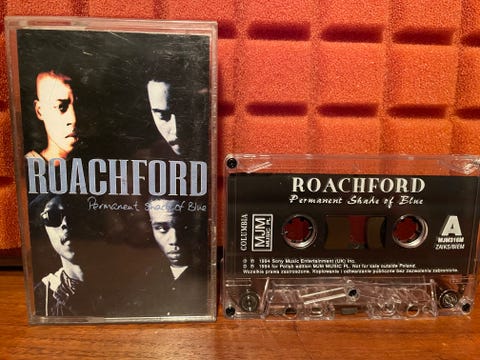 ROACHFORD
Permanent Shade of Blue
ROACHFORD
Permanent Shade of Blue
COLUMBIA
MJM
MUSIC PL
A
MJM316M
ZAIKS/BIEM
℗ 1994 Sony Music Entertainment (UK) Inc.
© 1994 for Polish edition MJM MUSIC PL. Not for sale outside Poland.
Wszelkie prawa zastrzeżone. Kopiowanie i odtwarzanie publiczne bez zezwolenia zabronione.